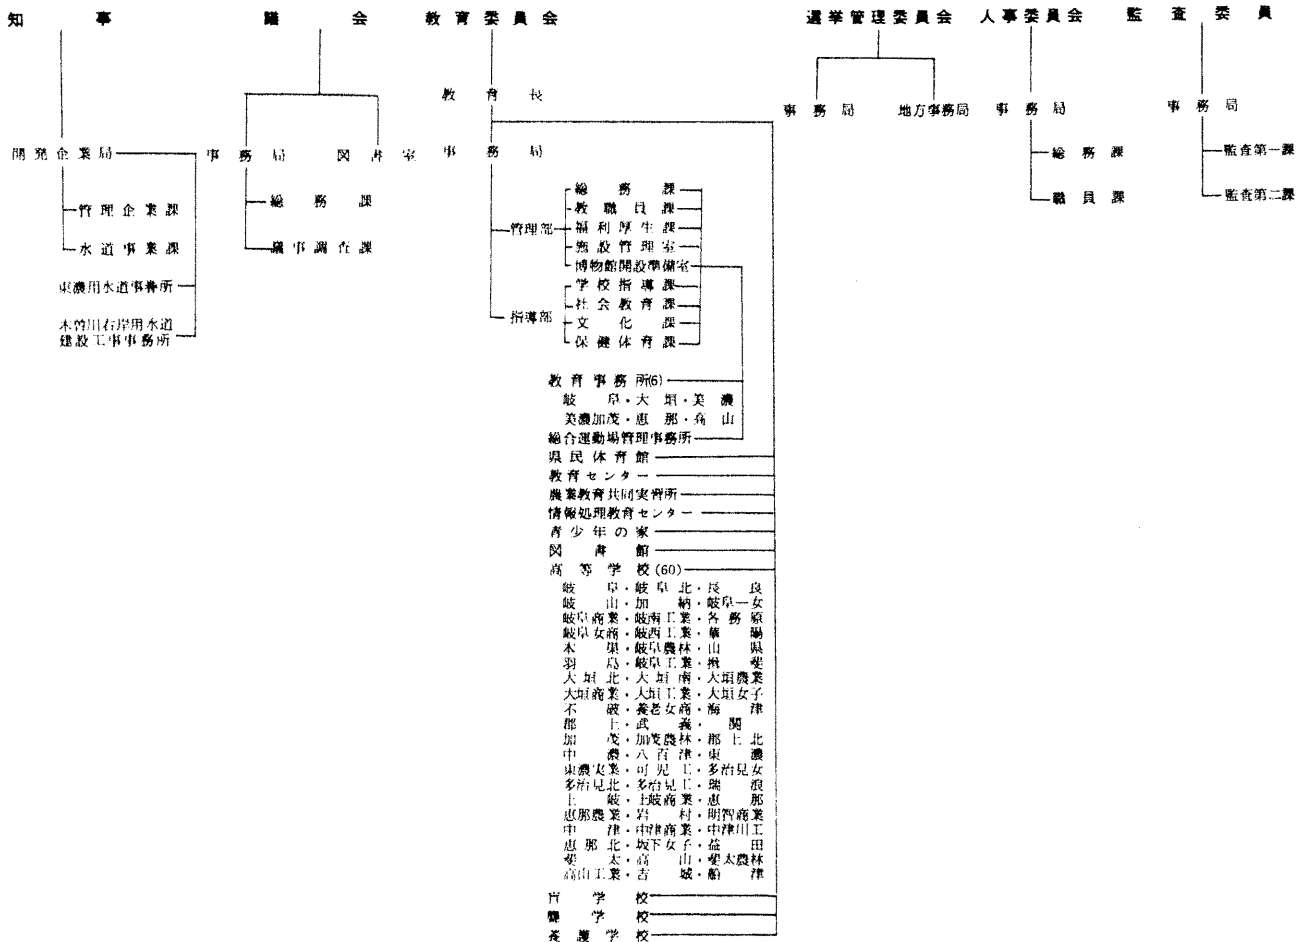 知事
開発企業局
管理企業課
水道事業課
東濃用水道事務所
木曽川右岸用水道
建設工事事務所
議会
事務局 図書室
総務課
議事調査課
教育委員会
教育長
事務局
管理部
総務課
教職員課
福利厚生課
施設管理室
博物館開設準備室
指導部
学校指導課
社会教育課
文化課
保健体育課
教育事務所(6)
岐阜・大垣・美濃
美濃加茂・恵那・高山
総合運動場管理事務所
県民体育館
教育センター
農業教育共同実習所
情報処理教育センター
青少年の家
図書館
高等学校(60)
岐阜・岐阜北・長良
岐山・加納・岐阜一女
岐阜商業・岐南工業・各務原
岐阜女商・岐西工業・華陽
本巣・岐阜農林・山県
羽島・岐阜工業・揖斐
大垣北・大垣南・大垣農業
大垣商業・大垣工業・大垣女子
不破・養老女商・海津
郡上・武義・関
加茂・加茂農林・郡上北
中濃・八百津・東濃
東濃実業・可児工・多治見女
多治見北・多治見工・瑞浪
土岐・土岐商業・恵那
恵那農業・岩村・明智商業
中津・中津商業・中津川工
恵那北・坂下女子・益田
斐太・高山・斐太農林
高山工業・吉城・船津
盲学校
聾学校
養護学校
選挙管理委員会
事務局 地方事務局
人事委員会
事務局
総務課
職員課
監査委員
事務局
監査第一課
監査第二課